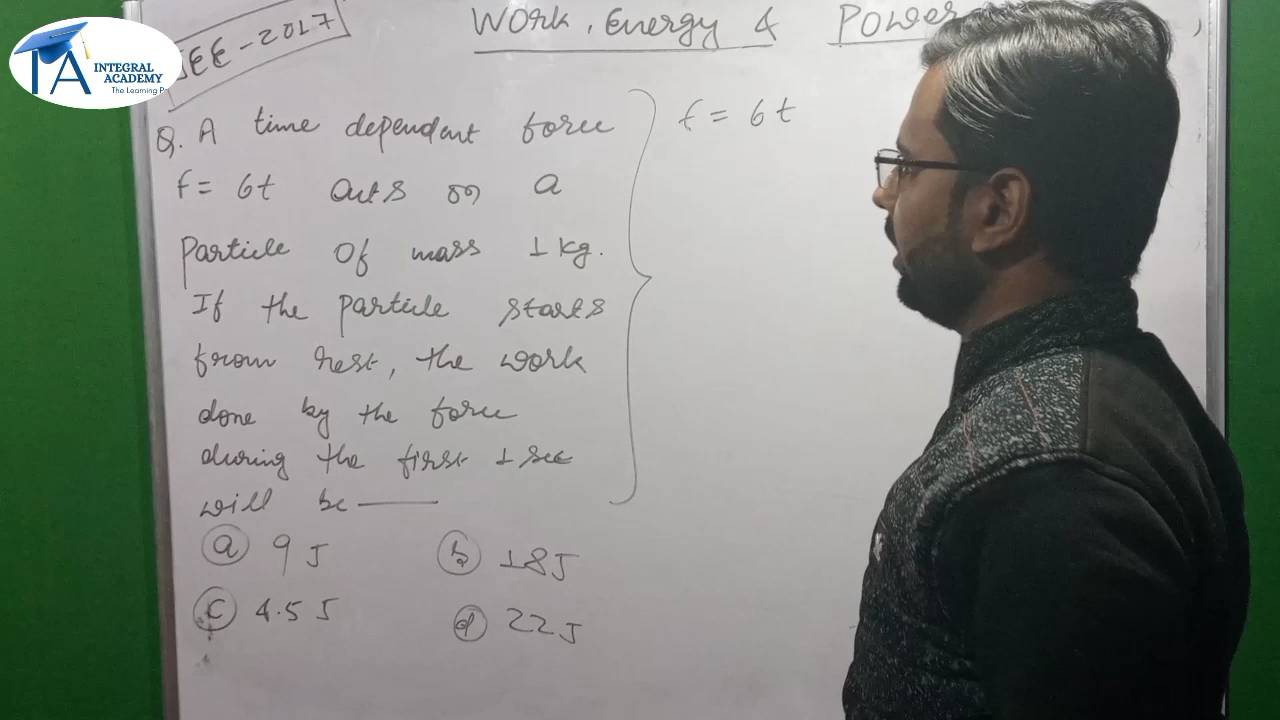 INTEGRAL
ACADEMY
JEE-2017
Work, Energy & Power
Q. A time dependent force
f = 6t acts on a
Particle of mass 1 kg.
If the particle starts
from rest, the work
done by the force
during the first 1 sec
will be ——
(a) 9 J (b) 18 J
(c) 4.5 J (d) 22 J
f = 6t